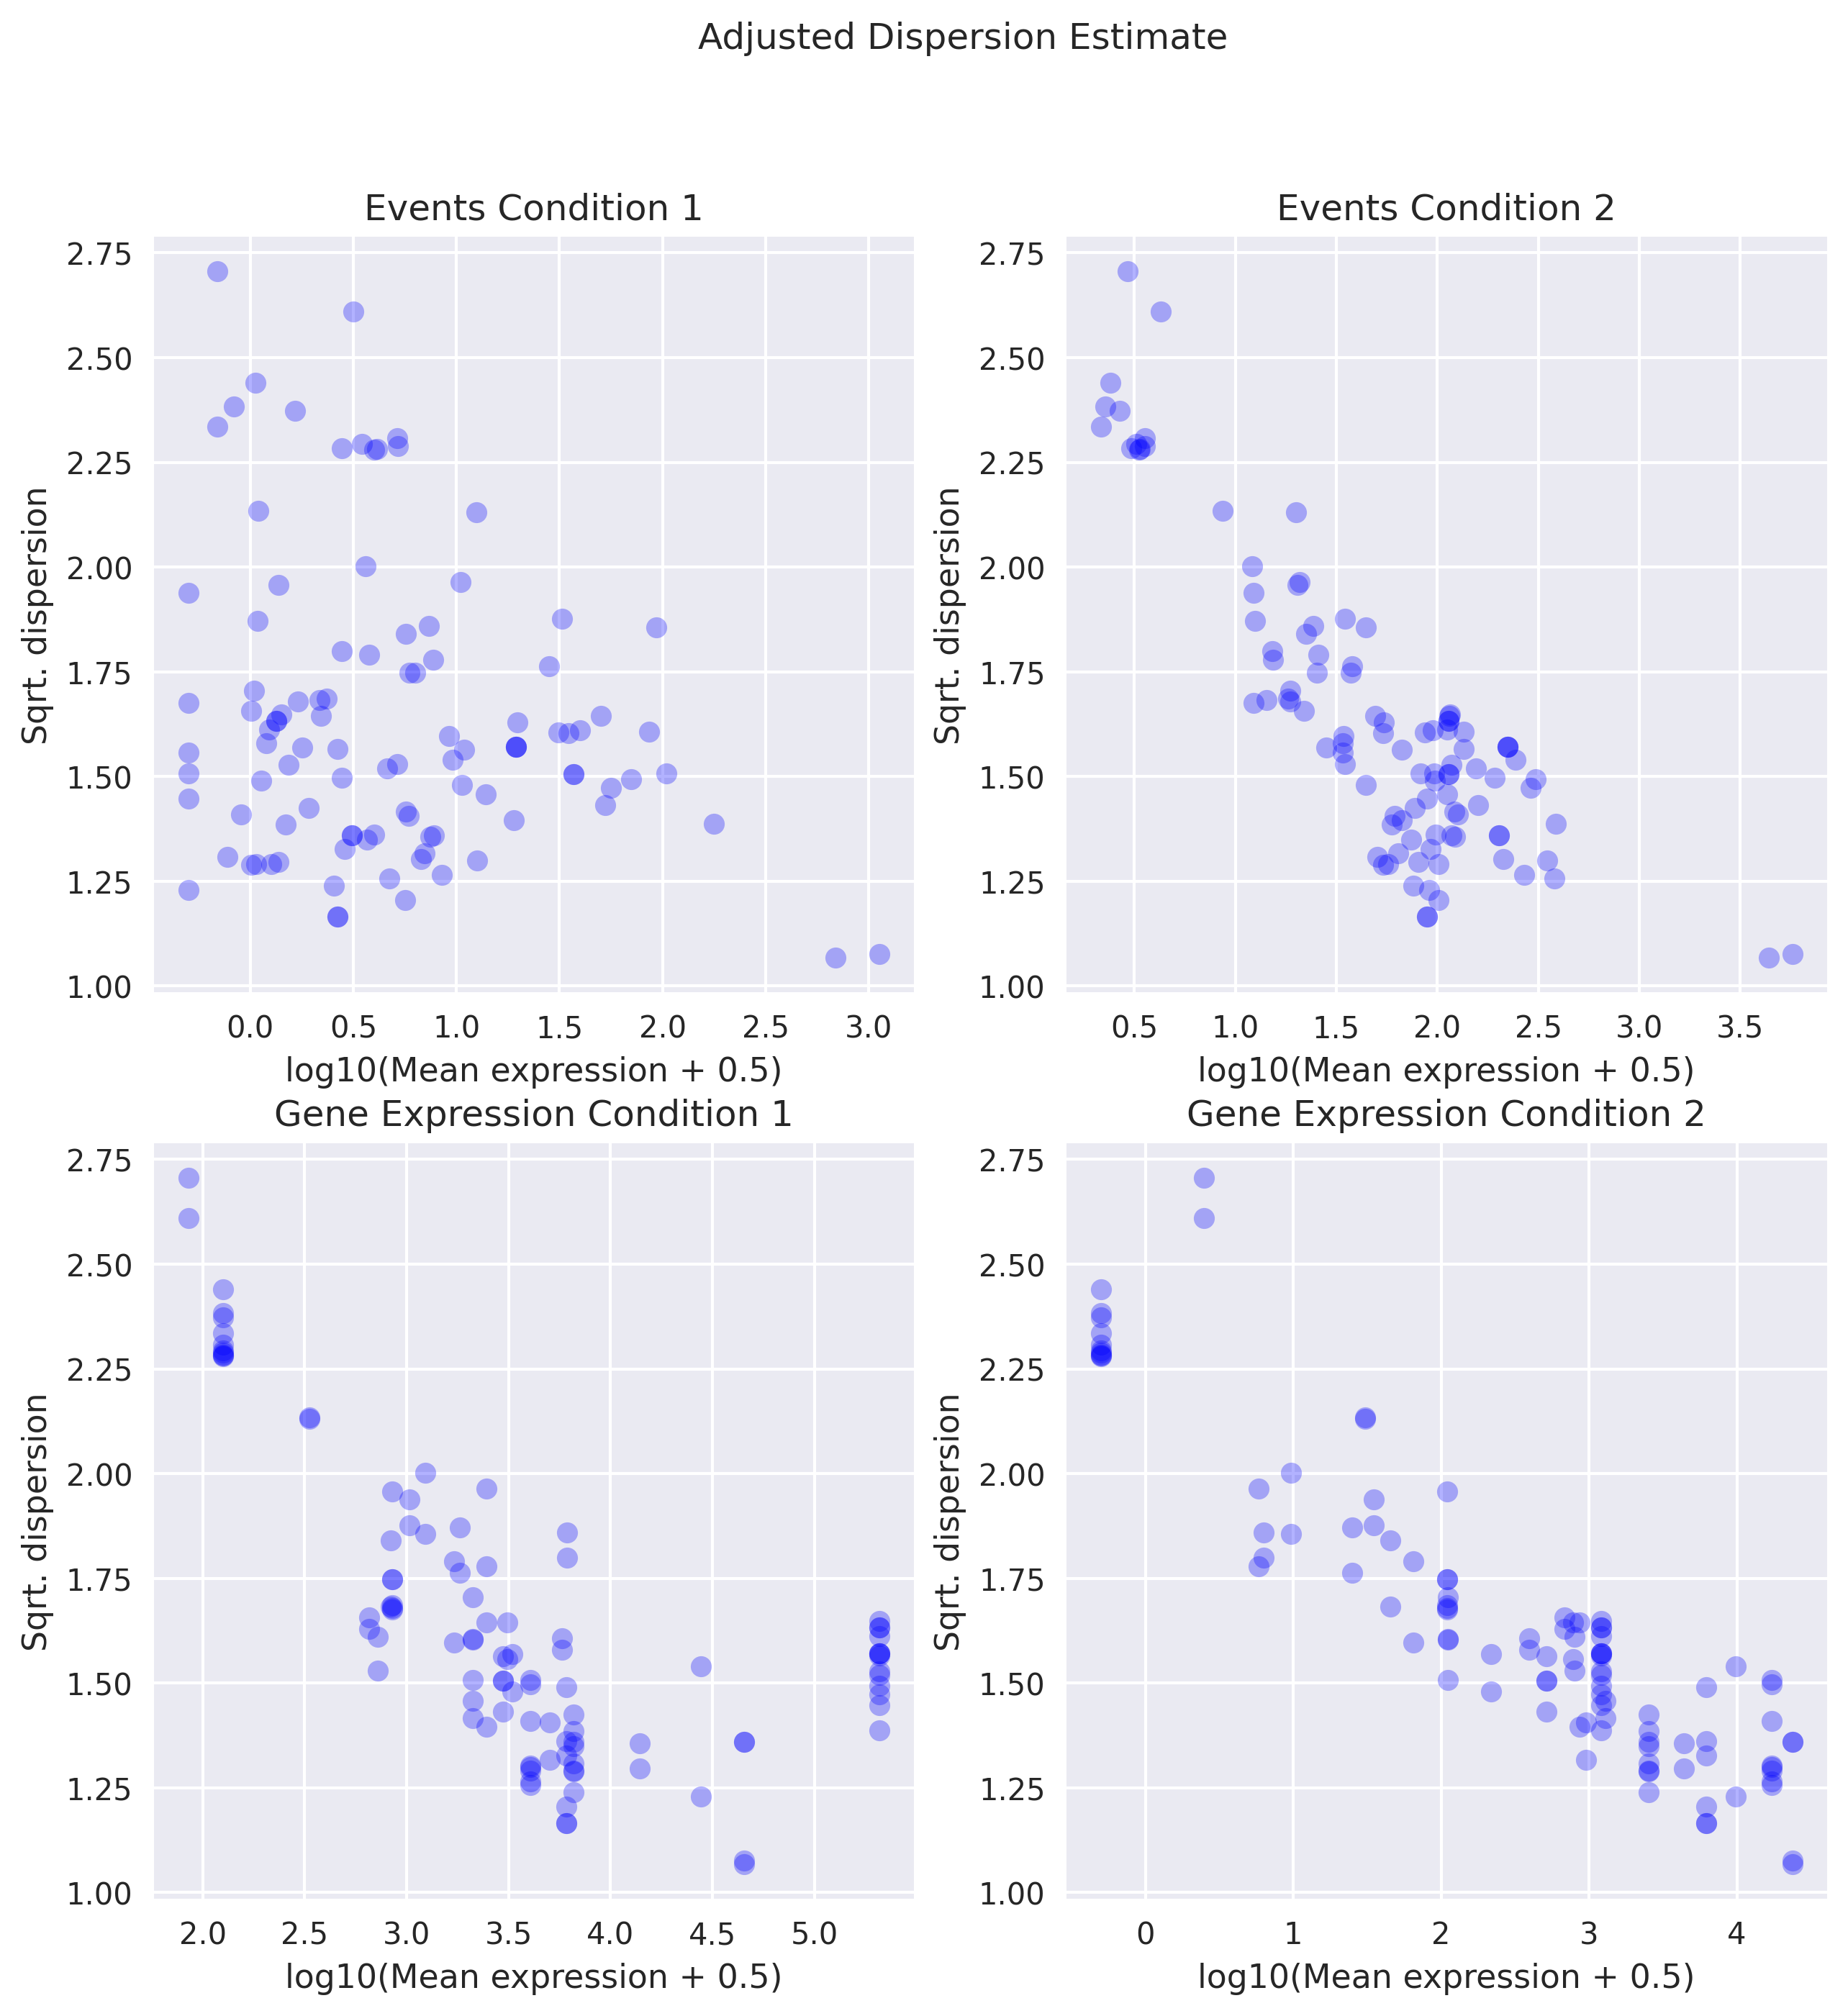 Adjusted Dispersion Estimate
Events Condition 1
2.75
2.50
2.25
2.00
1.75
1.50
1.25
1.00
Sqrt. dispersion
0.0 0.5 1.0 1.5 2.0 2.5 3.0
log10(Mean expression + 0.5)
Events Condition 2
2.75
2.50
2.25
2.00
1.75
1.50
1.25
1.00
Sqrt. dispersion
0.5 1.0 1.5 2.0 2.5 3.0 3.5
log10(Mean expression + 0.5)
Gene Expression Condition 1
2.75
2.50
2.25
2.00
1.75
1.50
1.25
1.00
Sqrt. dispersion
2.0 2.5 3.0 3.5 4.0 4.5 5.0
log10(Mean expression + 0.5)
Gene Expression Condition 2
2.75
2.50
2.25
2.00
1.75
1.50
1.25
1.00
Sqrt. dispersion
0 1 2 3 4
log10(Mean expression + 0.5)